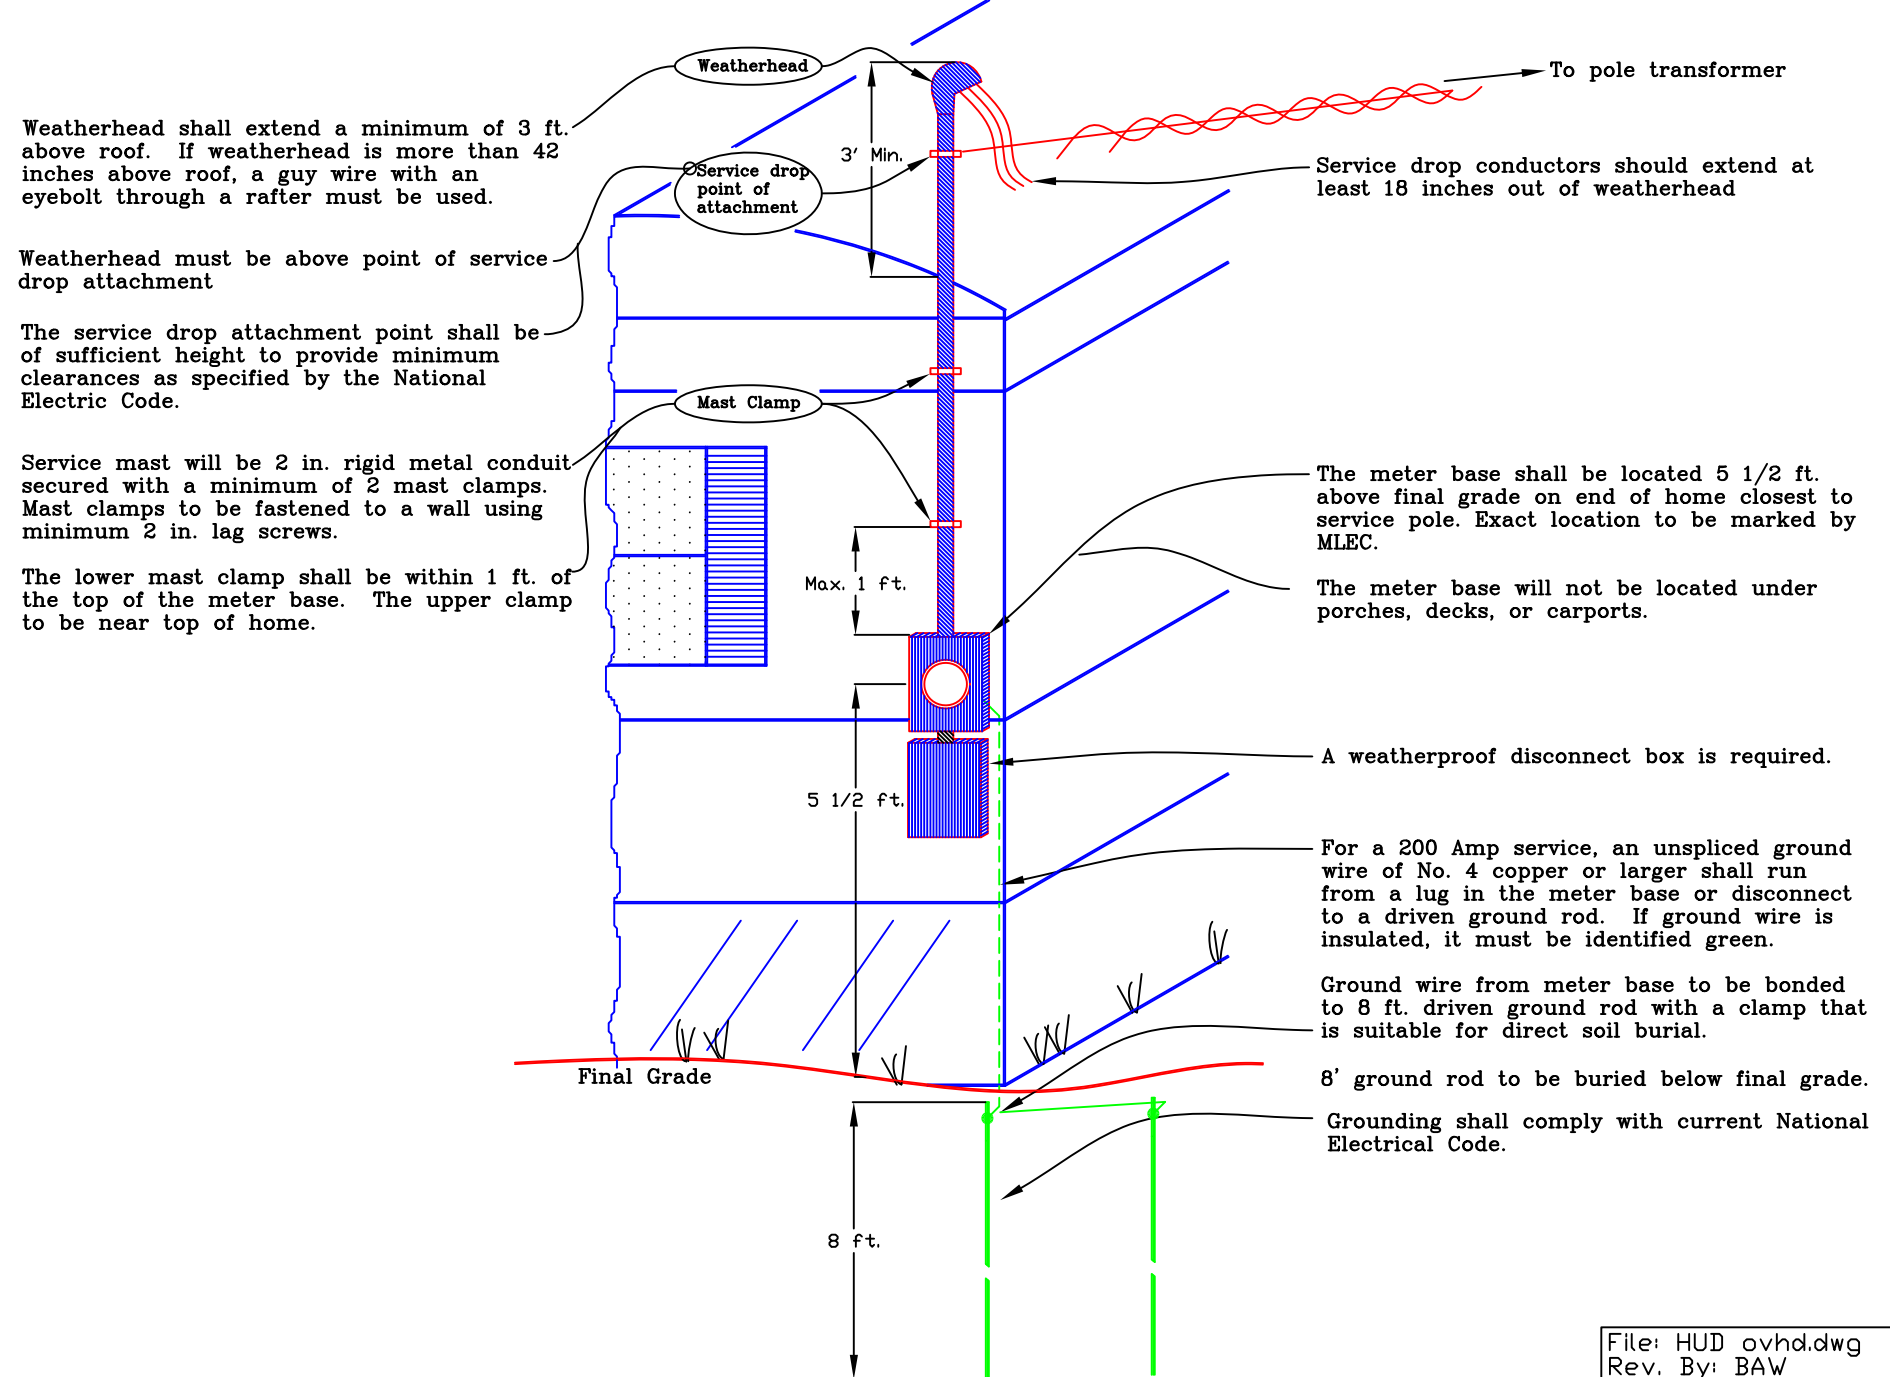 Weatherhead
To pole transformer
Weatherhead shall extend a minimum of 3 ft.
above roof.  If weatherhead is more than 42
inches above roof, a guy wire with an
eyebolt through a rafter must be used.
3' Min.
Service drop
point of
attachment
Service drop conductors should extend at
least 18 inches out of weatherhead
Weatherhead must be above point of service
drop attachment
The service drop attachment point shall be
of sufficient height to provide minimum
clearances as specified by the National
Electric Code.
Mast Clamp
Service mast will be 2 in. rigid metal conduit
secured with a minimum of 2 mast clamps.
Mast clamps to be fastened to a wall using
minimum 2 in. lag screws.
The meter base shall be located 5 1/2 ft.
above final grade on end of home closest to
service pole. Exact location to be marked by
MLEC.
The lower mast clamp shall be within 1 ft. of
the top of the meter base.  The upper clamp
to be near top of home.
Max. 1 ft.
The meter base will not be located under
porches, decks, or carports.
A weatherproof disconnect box is required.
5 1/2 ft.
For a 200 Amp service, an unspliced ground
wire of No. 4 copper or larger shall run
from a lug in the meter base or disconnect
to a driven ground rod.  If ground wire is
insulated, it must be identified green.
Ground wire from meter base to be bonded
to 8 ft. driven ground rod with a clamp that
is suitable for direct soil burial.
Final Grade
8' ground rod to be buried below final grade.
Grounding shall comply with current National
Electrical Code.
8 ft.
File: HUD ovhd.dwg
Rev. By: BAW